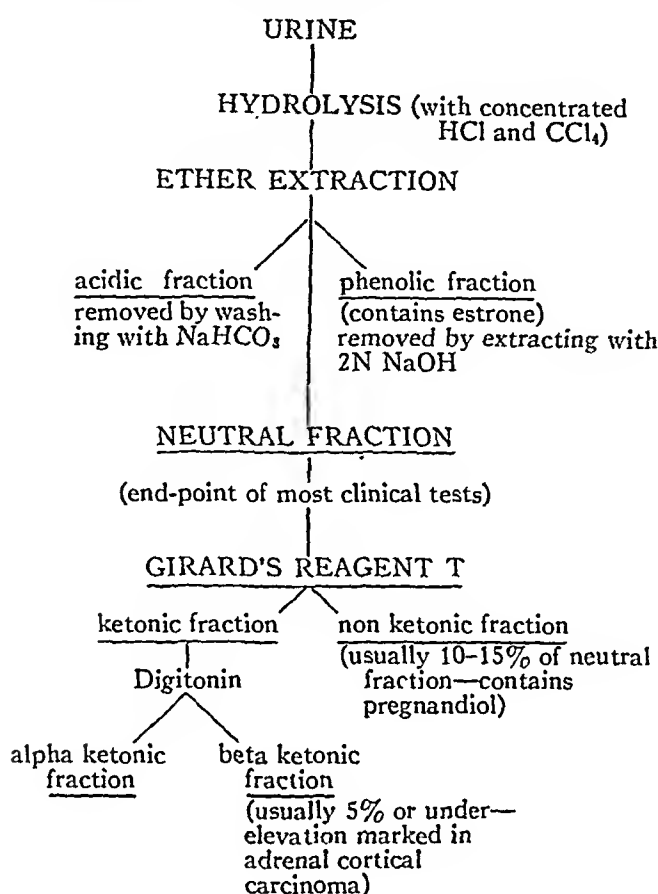 URINE
HYDROLYSIS (with concentrated
HCl and CCl₄)
ETHER EXTRACTION
acidic fraction
removed by wash-
ing with NaHCO₃
phenolic fraction
(contains estrone)
removed by extracting with
2N NaOH
NEUTRAL FRACTION
(end-point of most clinical tests)
GIRARD'S REAGENT T
ketonic fraction
non ketonic fraction
(usually 10–15% of neutral
fraction—contains
pregnandiol)
Digitonin
alpha ketonic
fraction
beta ketonic
fraction
(usually 5% or under—
elevation marked in
adrenal cortical
carcinoma)